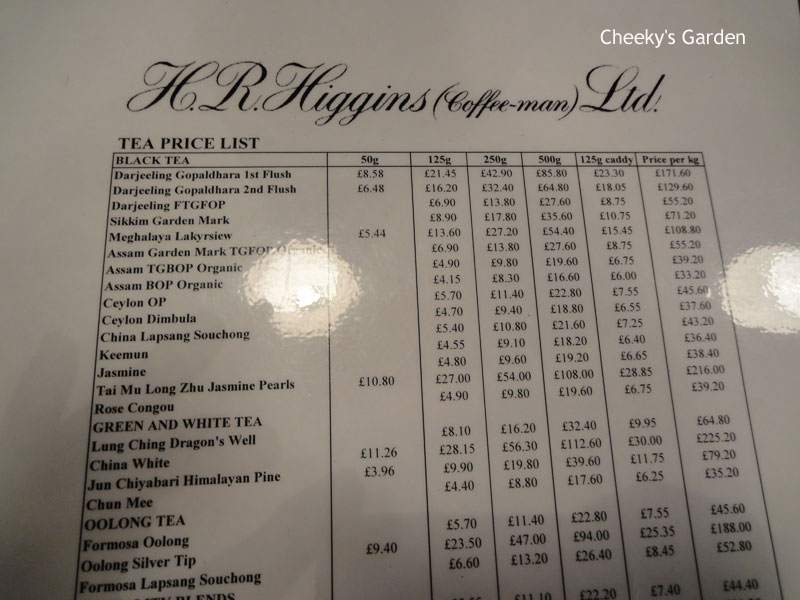 Cheeky's Garden
H.R.Higgins (Coffee-man) Ltd.
TEA PRICE LIST
BLACK TEA 50g 125g 250g 500g 125g caddy Price per kg
Darjeeling Gopaldhara 1st Flush £8.58 £21.45 £42.90 £85.80 £23.30 £171.60
Darjeeling Gopaldhara 2nd Flush £6.48 £16.20 £32.40 £64.80 £18.05 £129.60
Darjeeling FTGFOP £6.90 £13.80 £27.60 £8.75 £55.20
Sikkim Garden Mark £8.90 £17.80 £35.60 £10.75 £71.20
Meghalaya Lakyrsiew £5.44 £13.60 £27.20 £54.40 £15.45 £108.80
Assam Garden Mark TGFOP Organic £6.90 £13.80 £27.60 £8.75 £55.20
Assam TGBOP Organic £4.90 £9.80 £19.60 £6.75 £39.20
Assam BOP Organic £4.15 £8.30 £16.60 £6.00 £33.20
Ceylon OP £5.70 £11.40 £22.80 £7.55 £45.60
Ceylon Dimbula £4.70 £9.40 £18.80 £6.55 £37.60
China Lapsang Souchong £5.40 £10.80 £21.60 £7.25 £43.20
Keemun £4.55 £9.10 £18.20 £6.40 £36.40
Jasmine £4.80 £9.60 £19.20 £6.65 £38.40
Tai Mu Long Zhu Jasmine Pearls £10.80 £27.00 £54.00 £108.00 £28.85 £216.00
Rose Congou £4.90 £9.80 £19.60 £6.75 £39.20
GREEN AND WHITE TEA
Lung Ching Dragon's Well £8.10 £16.20 £32.40 £9.95 £64.80
China White £11.26 £28.15 £56.30 £112.60 £30.00 £225.20
Jun Chiyabari Himalayan Pine £3.96 £9.90 £19.80 £39.60 £11.75 £79.20
Chun Mee £4.40 £8.80 £17.60 £6.25 £35.20
OOLONG TEA
Formosa Oolong £5.70 £11.40 £22.80 £7.55 £45.60
Oolong Silver Tip £9.40 £23.50 £47.00 £94.00 £25.35 £188.00
Formosa Lapsang Souchong £6.60 £13.20 £26.40 £8.45 £52.80
BLENDS £11.10 £22.20 £7.40 £44.40